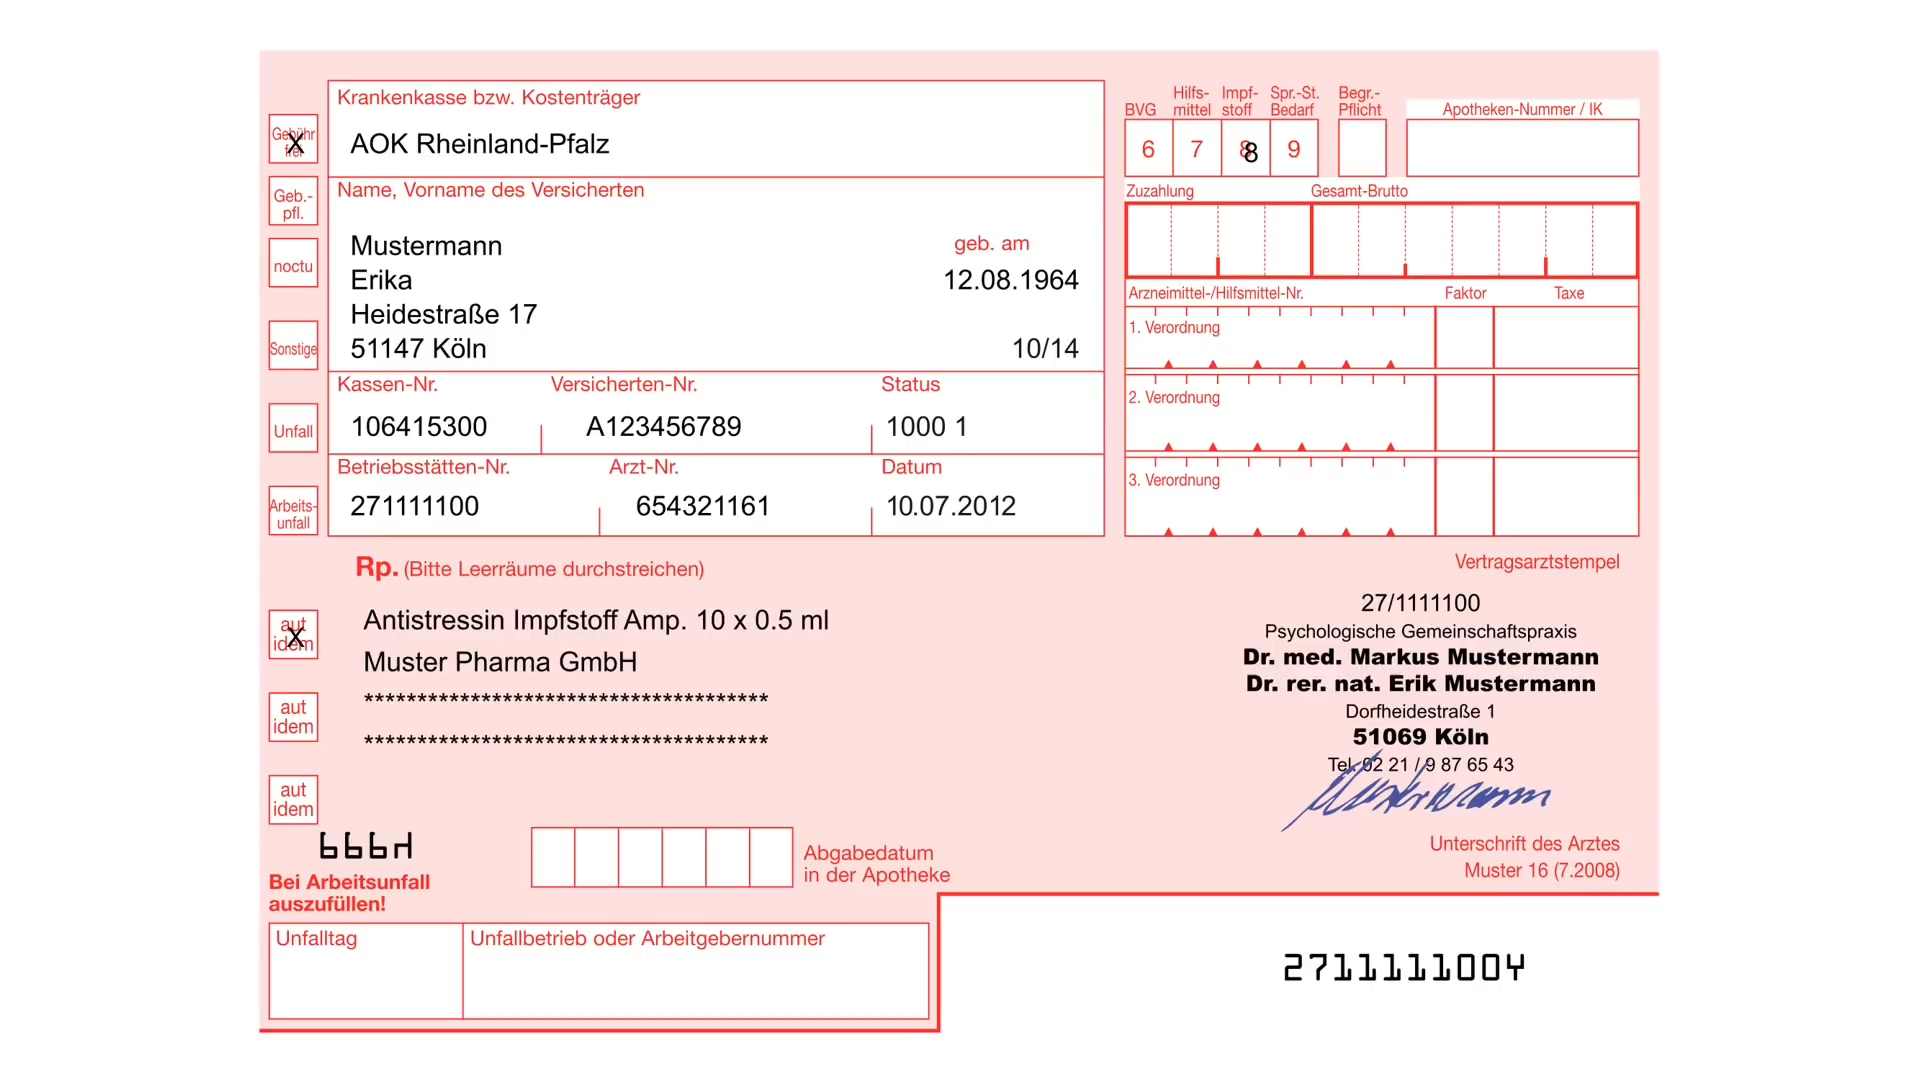 Krankenkasse bzw. Kostenträger
AOK Rheinland-Pfalz
Gebühr frei
X
Geb.-
pfl.
noctu
Sonstige
Unfall
Arbeits-
unfall
Name, Vorname des Versicherten
Mustermann
geb. am
Erika
12.08.1964
Heidestraße 17
51147 Köln
10/14
Kassen-Nr. Versicherten-Nr. Status
106415300 A123456789 1000 1
Betriebsstätten-Nr. Arzt-Nr. Datum
271111100 654321161 10.07.2012
BVG
Hilfs-
mittel
Impf-
stoff
Spr.-St.
Bedarf
Begr.-
Pflicht
Apotheken-Nummer / IK
6 7 8 8 9
Zuzahlung Gesamt-Brutto
Arzneimittel-/Hilfsmittel-Nr. Faktor Taxe
1. Verordnung
2. Verordnung
3. Verordnung
Rp. (Bitte Leerräume durchstreichen)
Vertragsarztstempel
aut
idem
X
Antistressin Impfstoff Amp. 10 x 0.5 ml
Muster Pharma GmbH
**************************************
**************************************
aut
idem
aut
idem
27/1111100
Psychologische Gemeinschaftspraxis
Dr. med. Markus Mustermann
Dr. rer. nat. Erik Mustermann
Dorfheidestraße 1
51069 Köln
Tel. 02 21 / 9 87 65 43
Mustermann
Unterschrift des Arztes
Muster 16 (7.2008)
Abgabedatum
in der Apotheke
Bei Arbeitsunfall
auszufüllen!
Unfalltag Unfallbetrieb oder Arbeitgebernummer